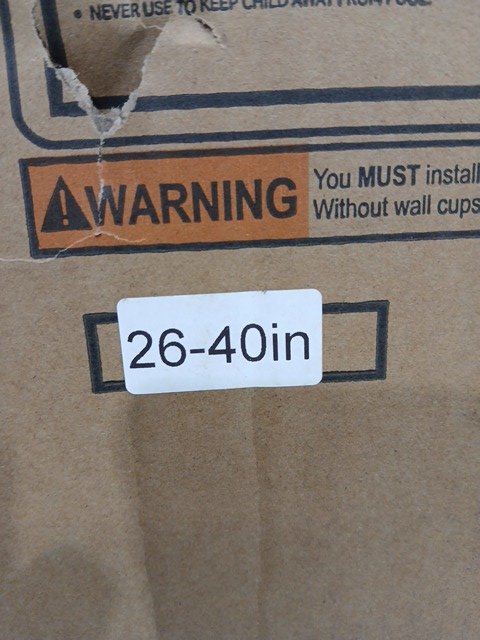 • NEVER USE TO KEEP CHILD AWAY FROM POOL.
WARNING
You MUST install
Without wall cups
26-40in